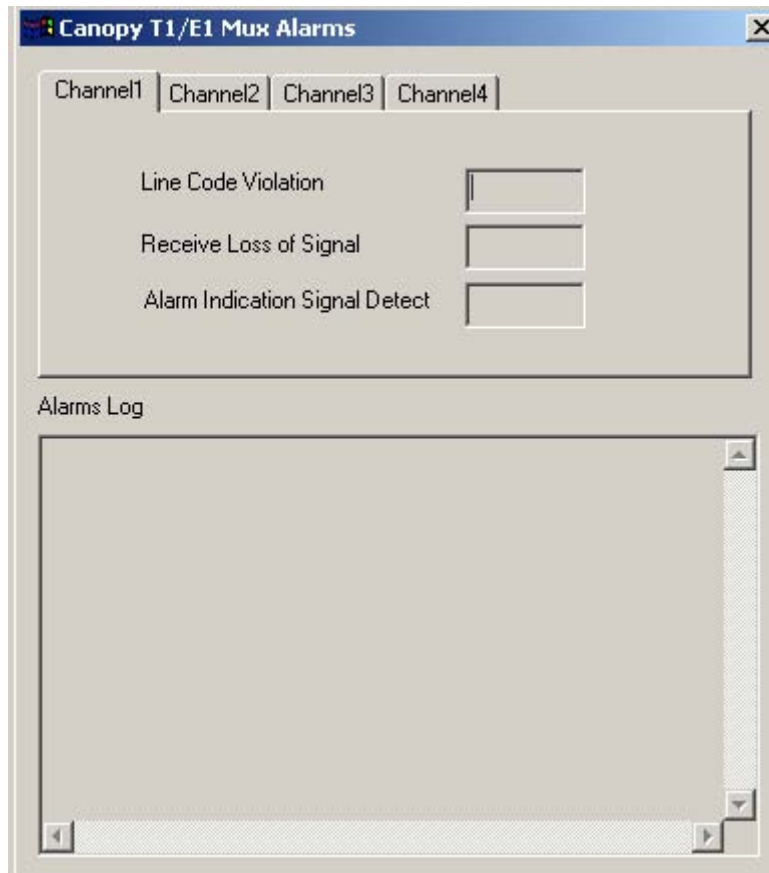 Canopy T1/E1 Mux Alarms
Channel1 Channel2 Channel3 Channel4
Line Code Violation
Receive Loss of Signal
Alarm Indication Signal Detect
Alarms Log